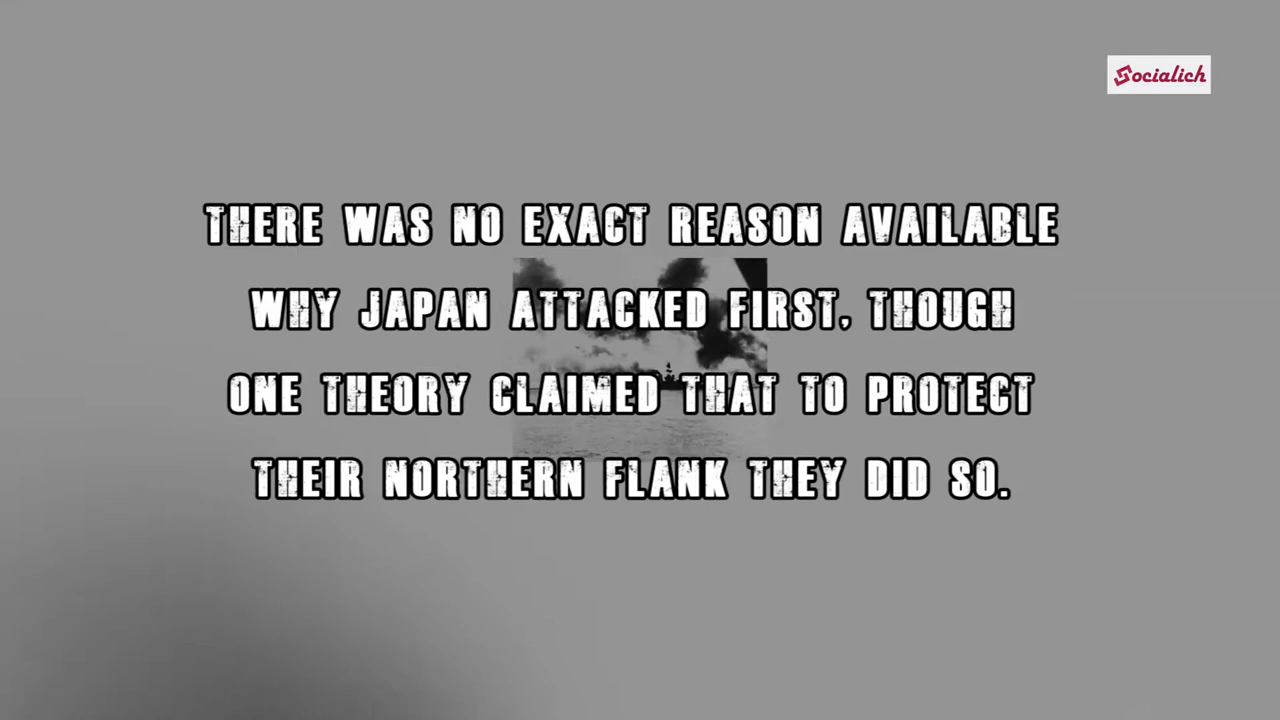 Socialich
THERE WAS NO EXACT REASON AVAILABLE
WHY JAPAN ATTACKED FIRST, THOUGH
ONE THEORY CLAIMED THAT TO PROTECT
THEIR NORTHERN FLANK THEY DID SO.